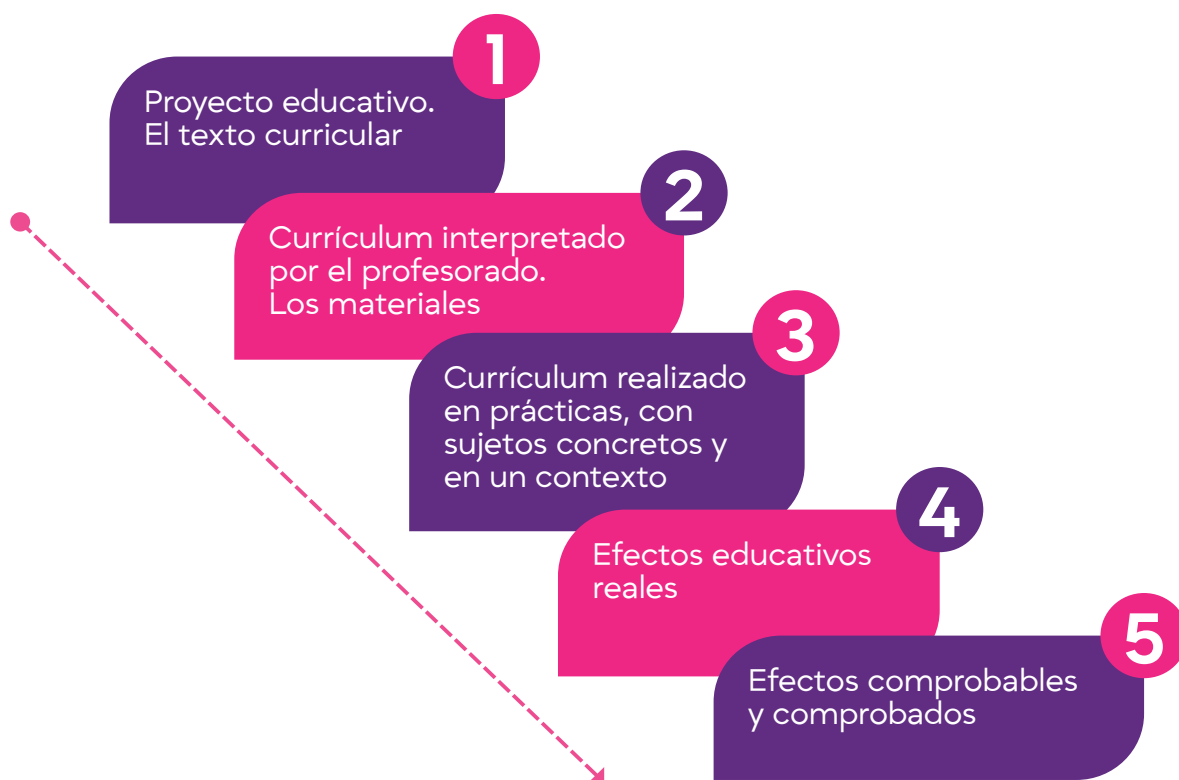 1
Proyecto educativo.
El texto curricular
2
Currículum interpretado
por el profesorado.
Los materiales
3
Currículum realizado
en prácticas, con
sujetos concretos y
en un contexto
4
Efectos educativos
reales
5
Efectos comprobables
y comprobados